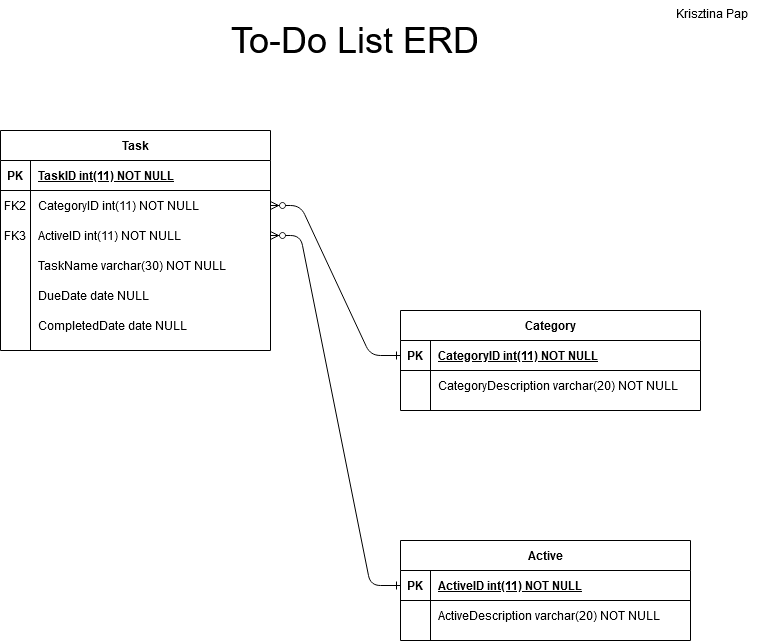 Krisztina Pap
To-Do List ERD
Task
PK TaskID int(11) NOT NULL
FK2 CategoryID int(11) NOT NULL
FK3 ActiveID int(11) NOT NULL
TaskName varchar(30) NOT NULL
DueDate date NULL
CompletedDate date NULL
Category
PK CategoryID int(11) NOT NULL
CategoryDescription varchar(20) NOT NULL
Active
PK ActiveID int(11) NOT NULL
ActiveDescription varchar(20) NOT NULL